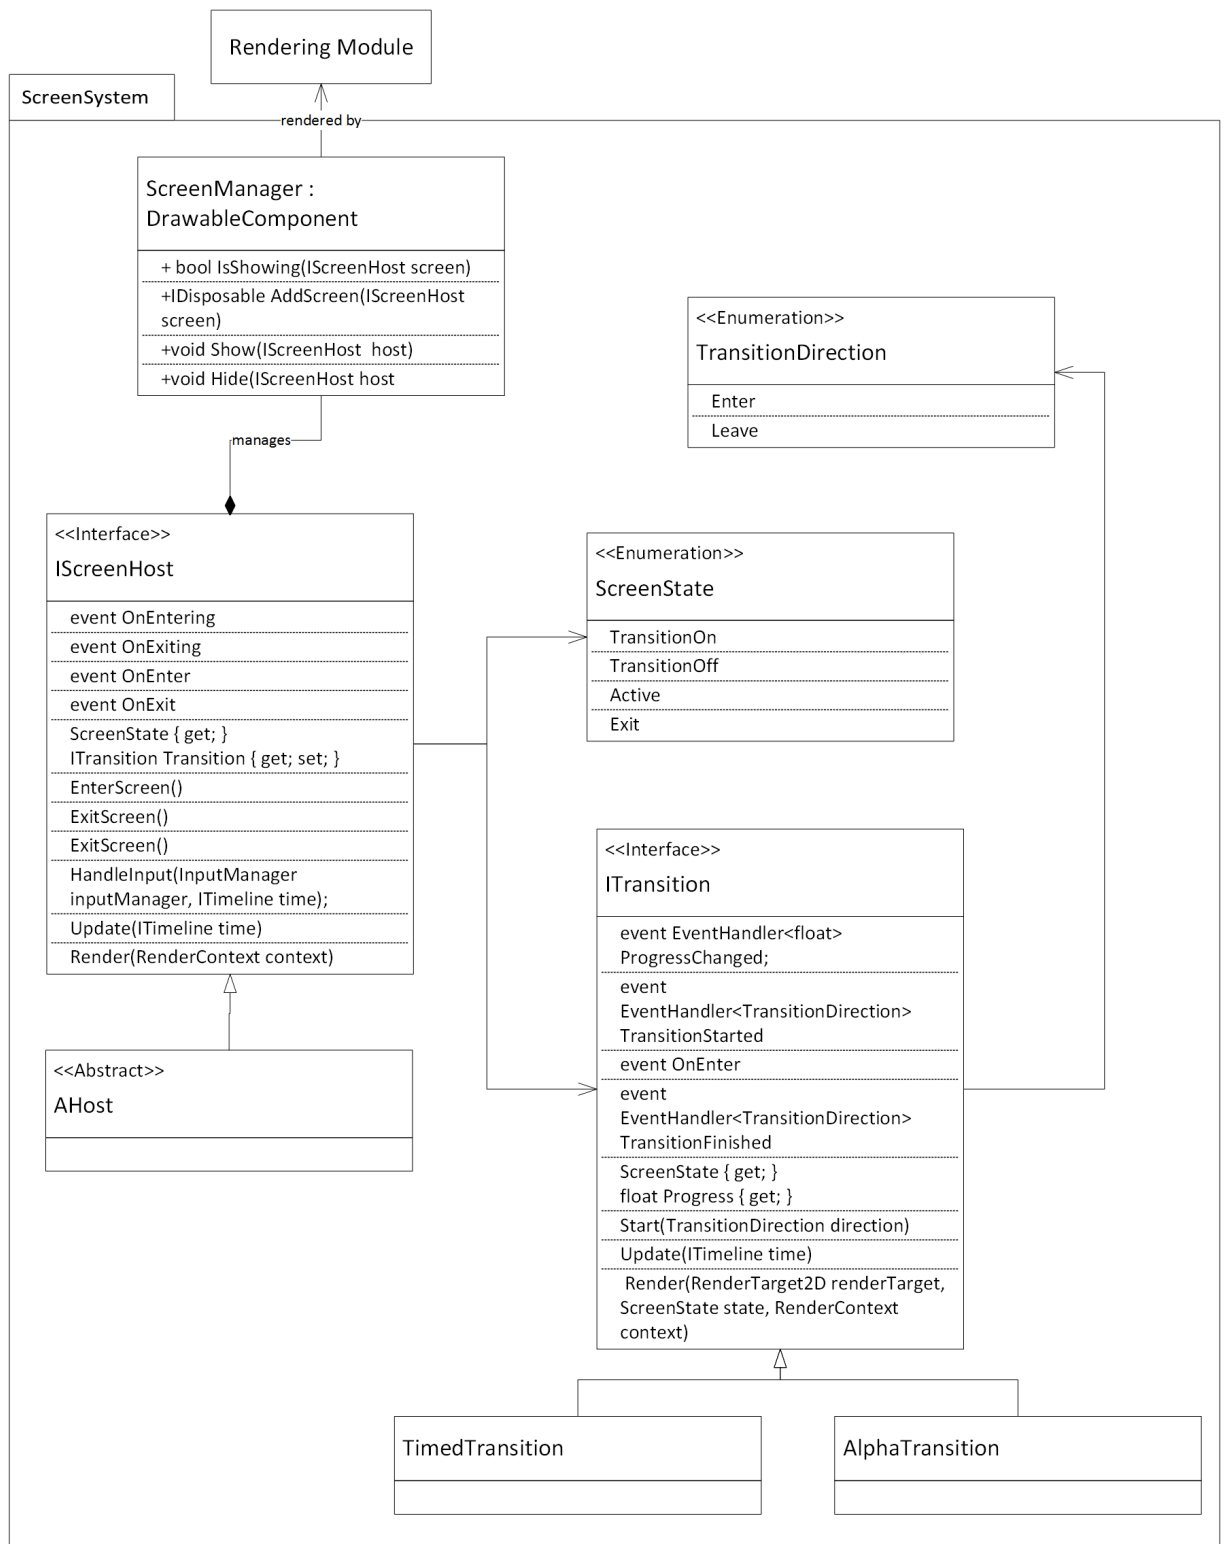 Rendering Module
ScreenSystem
rendered by
ScreenManager :
DrawableComponent
+ bool IsShowing(IScreenHost screen)
+IDisposable AddScreen(IScreenHost
screen)
+void Show(IScreenHost  host)
+void Hide(IScreenHost host
manages
<<Enumeration>>
TransitionDirection
Enter
Leave
<<Interface>>
IScreenHost
event OnEntering
event OnExiting
event OnEnter
event OnExit
ScreenState { get; }
ITransition Transition { get; set; }
EnterScreen()
ExitScreen()
ExitScreen()
HandleInput(InputManager
inputManager, ITimeline time);
Update(ITimeline time)
Render(RenderContext context)
<<Enumeration>>
ScreenState
TransitionOn
TransitionOff
Active
Exit
<<Abstract>>
AHost
<<Interface>>
ITransition
event EventHandler<float>
ProgressChanged;
event
EventHandler<TransitionDirection>
TransitionStarted
event OnEnter
event
EventHandler<TransitionDirection>
TransitionFinished
ScreenState { get; }
float Progress { get; }
Start(TransitionDirection direction)
Update(ITimeline time)
Render(RenderTarget2D renderTarget,
ScreenState state, RenderContext
context)
TimedTransition
AlphaTransition